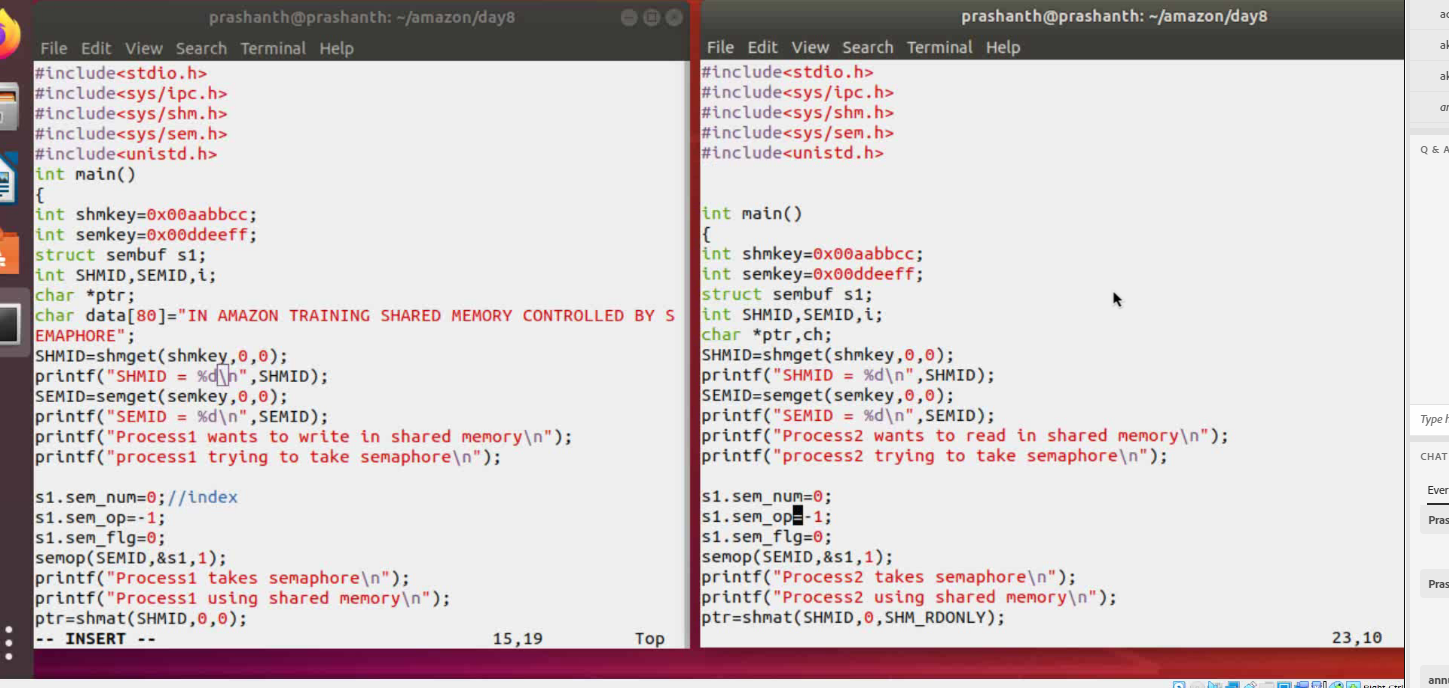 prashanth@prashanth: ~/amazon/day8
File Edit View Search Terminal Help
#include<stdio.h>
#include<sys/ipc.h>
#include<sys/shm.h>
#include<sys/sem.h>
#include<unistd.h>
int main()
{
int shmkey=0x00aabbcc;
int semkey=0x00ddeeff;
struct sembuf s1;
int SHMID,SEMID,i;
char *ptr;
char data[80]="IN AMAZON TRAINING SHARED MEMORY CONTROLLED BY S
EMAPHORE";
SHMID=shmget(shmkey,0,0);
printf("SHMID = %d\n",SHMID);
SEMID=semget(semkey,0,0);
printf("SEMID = %d\n",SEMID);
printf("Process1 wants to write in shared memory\n");
printf("process1 trying to take semaphore\n");
s1.sem_num=0;//index
s1.sem_op=-1;
s1.sem_flg=0;
semop(SEMID,&s1,1);
printf("Process1 takes semaphore\n");
printf("Process1 using shared memory\n");
ptr=shmat(SHMID,0,0);
-- INSERT -- 15,19 Top
prashanth@prashanth: ~/amazon/day8
File Edit View Search Terminal Help
#include<stdio.h>
#include<sys/ipc.h>
#include<sys/shm.h>
#include<sys/sem.h>
#include<unistd.h>
int main()
{
int shmkey=0x00aabbcc;
int semkey=0x00ddeeff;
struct sembuf s1;
int SHMID,SEMID,i;
char *ptr,ch;
SHMID=shmget(shmkey,0,0);
printf("SHMID = %d\n",SHMID);
SEMID=semget(semkey,0,0);
printf("SEMID = %d\n",SEMID);
printf("Process2 wants to read in shared memory\n");
printf("process2 trying to take semaphore\n");
s1.sem_num=0;
s1.sem_op=-1;
s1.sem_flg=0;
semop(SEMID,&s1,1);
printf("Process2 takes semaphore\n");
printf("Process2 using shared memory\n");
ptr=shmat(SHMID,0,SHM_RDONLY);
23,10
Q & A
Type
CHAT
Right Ctrl